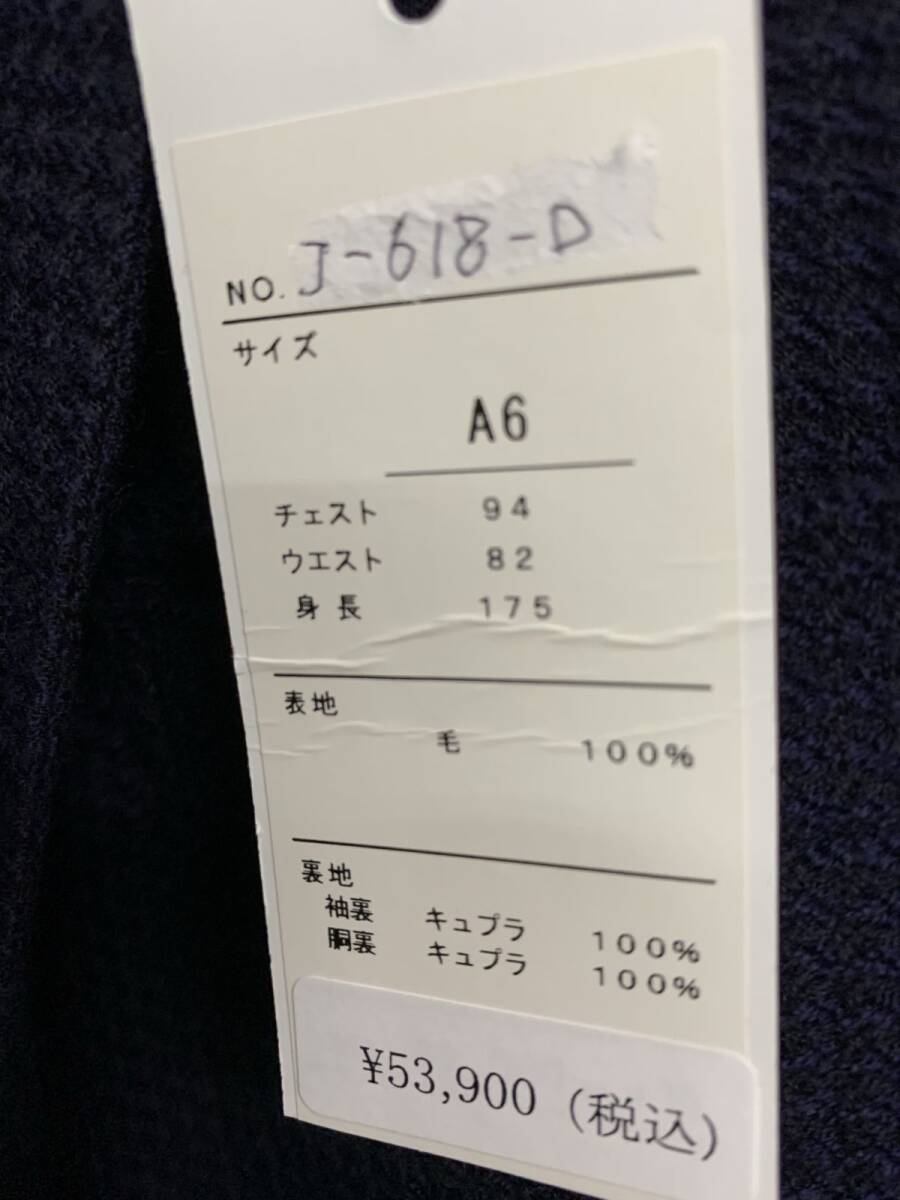 NO. J-618-D
サイズ
A6
チェスト 94
ウエスト 82
身長 175
表地
毛 100%
裏地
袖裏 キュプラ 100%
胴裏 キュプラ 100%
¥53,900（税込）